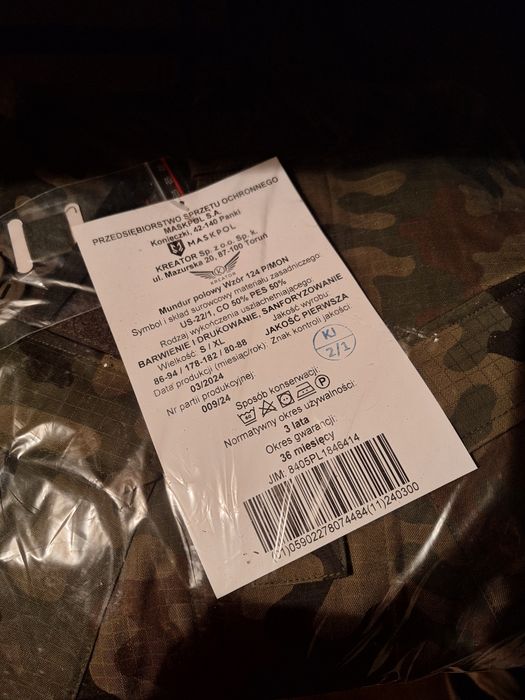 PRZEDSIĘBIORSTWO SPRZĘTU OCHRONNEGO
MASKPOL S.A.
Konieczki, 42-140 Panki
MASKPOL
KREATOR Sp. z o.o. Sp. k.
ul. Mazurska 20, 87-100 Toruń
KREATOR
Mundur polowy Wzór 124 P/MON
Symbol i skład surowcowy materiału zasadniczego:
US-22/1, CO 50% PES 50%
Rodzaj wykończenia uszlachetniającego:
BARWIENIE I DRUKOWANIE, SANFORYZOWANIE
Wielkość: S / XL Jakość wyrobu:
86-94 / 178-182 / 80-88 JAKOŚĆ PIERWSZA
Data produkcji (miesiąc/rok): Znak kontroli jakości
03/2024
KJ
2/1
Nr partii produkcyjnej:
009/24
Sposób konserwacji:
60 P
Normatywny okres używalności:
3 lata
Okres gwarancji:
36 miesięcy
JIM: 8405PL1846414
(01)05902278074484(11)240300